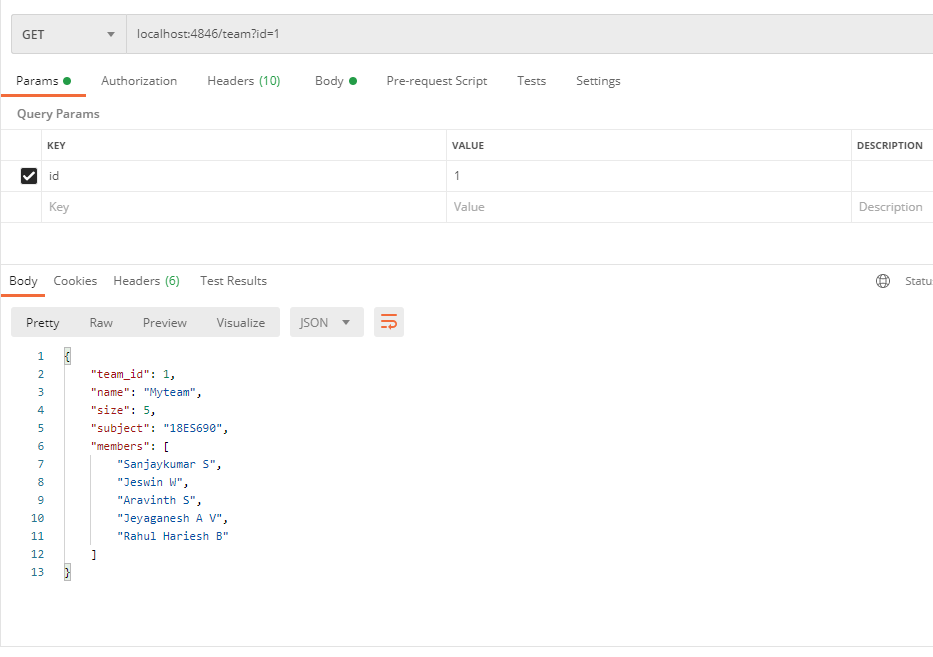 GET localhost:4846/team?id=1
Params Authorization Headers (10) Body Pre-request Script Tests Settings
Query Params
KEY VALUE DESCRIPTION
id 1
Key Value Description
Body Cookies Headers (6) Test Results Statu
Pretty Raw Preview Visualize JSON
1 {
2 "team_id": 1,
3 "name": "Myteam",
4 "size": 5,
5 "subject": "18ES690",
6 "members": [
7 "Sanjaykumar S",
8 "Jeswin W",
9 "Aravinth S",
10 "Jeyaganesh A V",
11 "Rahul Hariesh B"
12 ]
13 }